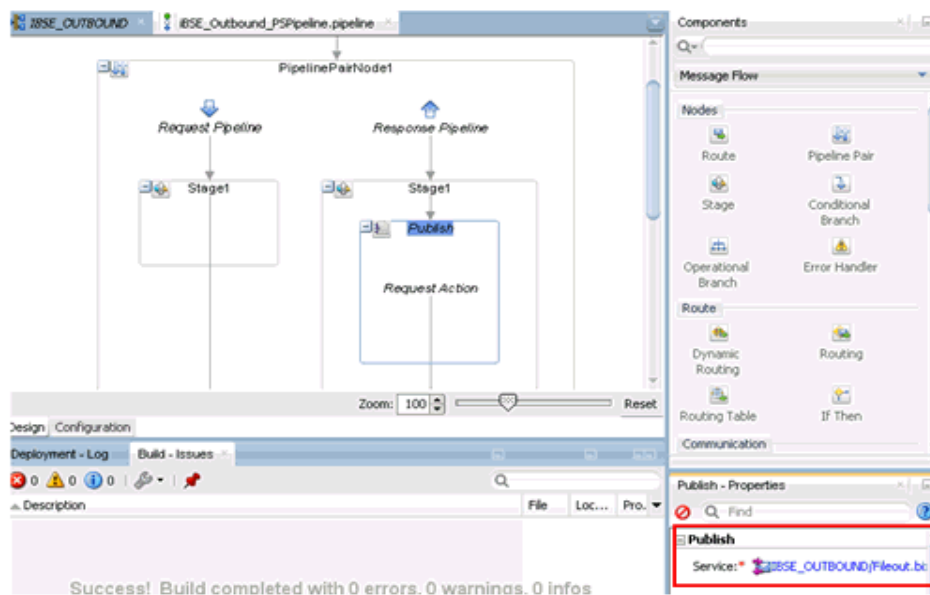 IBSE_OUTBOUND
iBSE_Outbound_PSPipeline.pipeline
PipelinePairNode1
Request Pipeline
Response Pipeline
Stage1
Stage1
Publish
Request Action
Zoom: 100
Reset
Design Configuration
Deployment - Log
Build - Issues
0 0 0
Description
File
Loc...
Pro.
Success! Build completed with 0 errors, 0 warnings, 0 infos
Components
Message Flow
Nodes
Route
Pipeline Pair
Stage
Conditional
Branch
Operational
Branch
Error Handler
Route
Dynamic
Routing
Routing
Routing Table
If Then
Communication
Publish - Properties
Find
Publish
Service:* IBSE_OUTBOUND/Fileout.bi